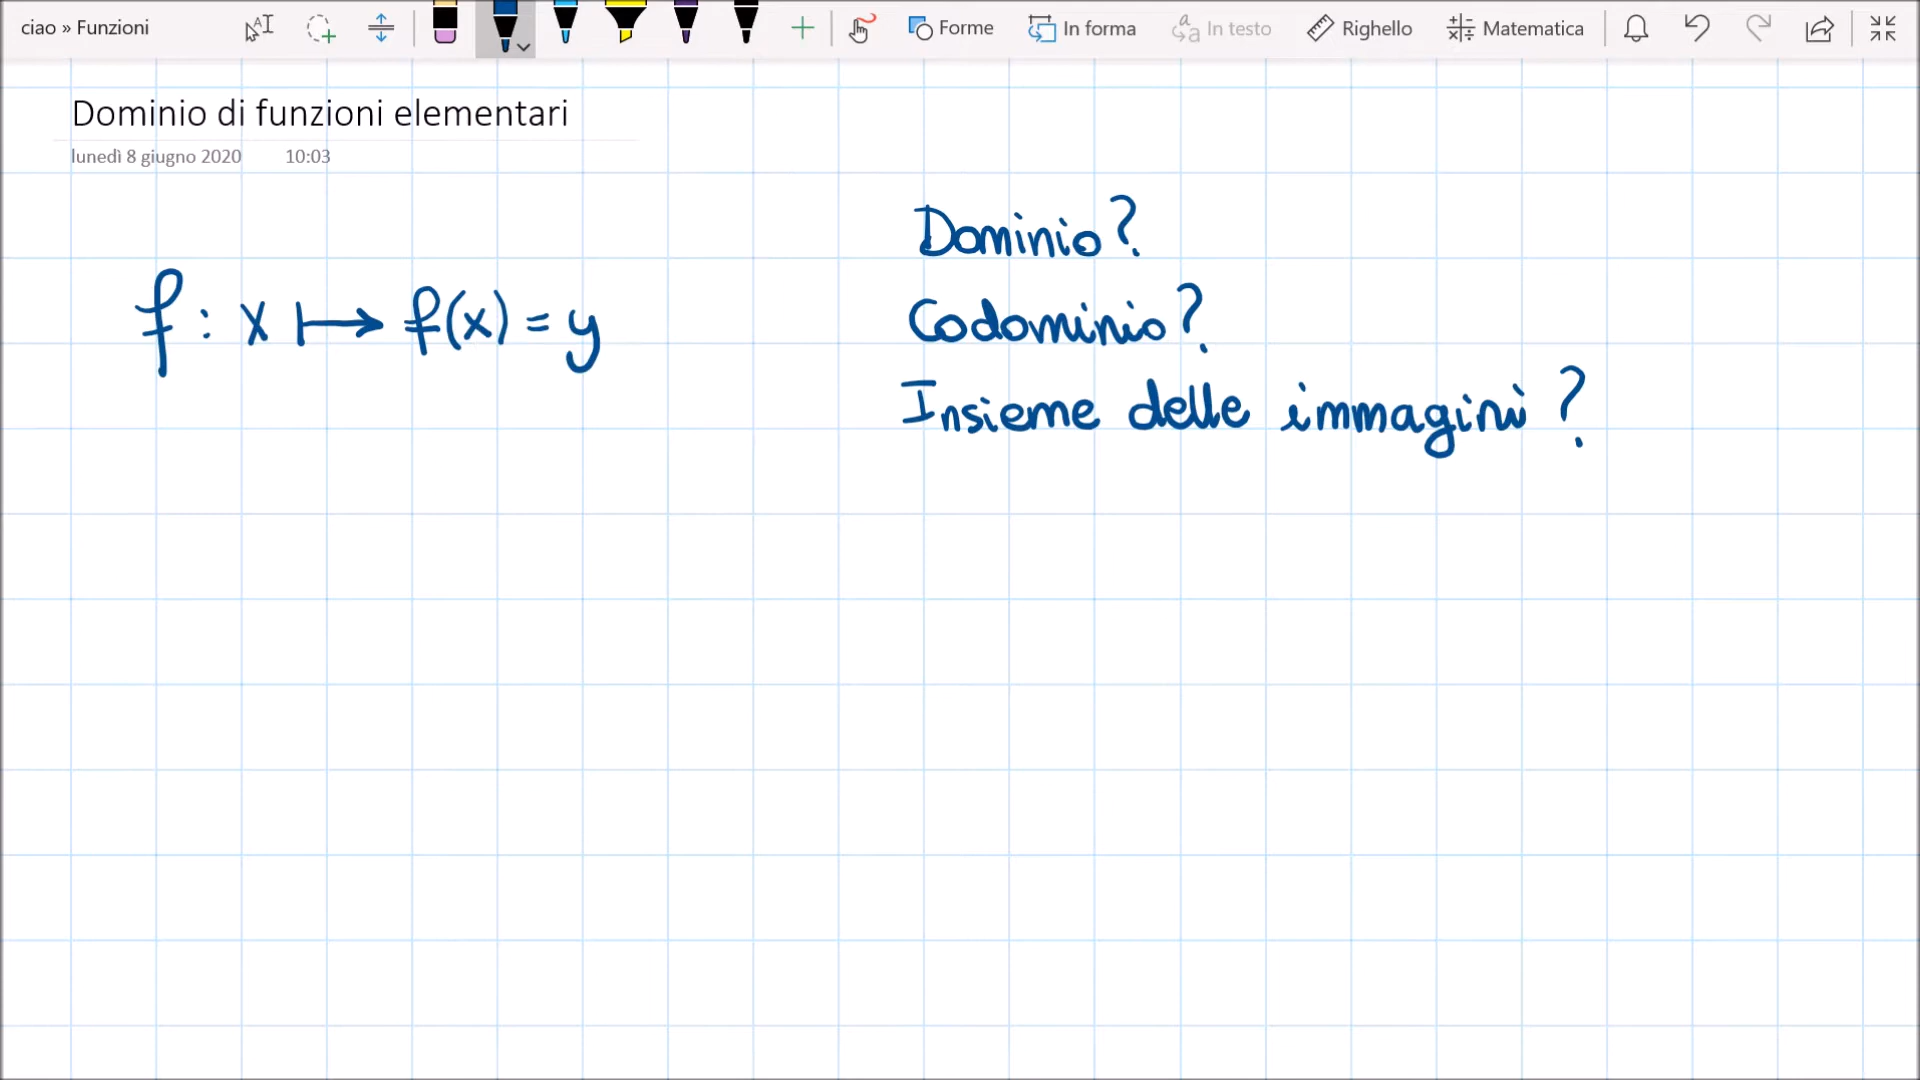 ciao » Funzioni
Forme
In forma
In testo
Righello
Matematica
Dominio di funzioni elementari
lunedì 8 giugno 2020 10:03
Dominio?
f : x ↦ f(x) = y
Codominio?
Insieme delle immagini?